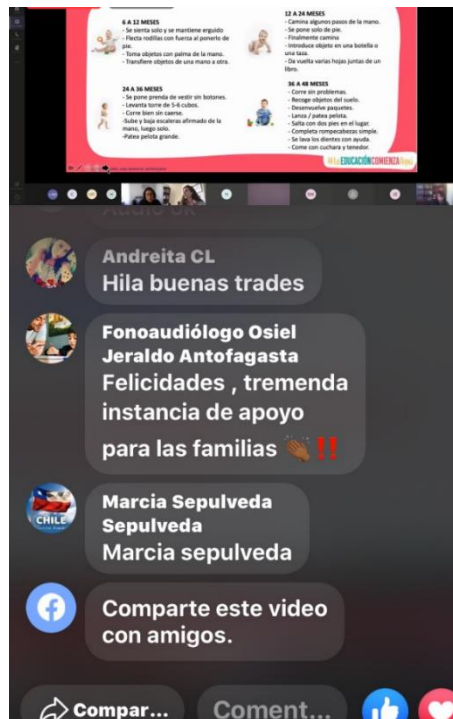 6 A 12 MESES
- Se sienta solo y se mantiene erguido
- Flecta rodillas con fuerza al ponerlo de
pie.
- Toma objetos con palma de la mano.
- Transfiere objetos de una mano a otra.
12 A 24 MESES
- Camina algunos pasos de la mano.
- Se pone solo de pie.
- Finalmente camina
- Introduce objeto en una botella o
una taza.
- Da vuelta varias hojas juntas de un
libro.
24 A 36 MESES
- Se pone prenda de vestir sin botones.
- Levanta torre de 5-6 cubos.
- Corre bien sin caerse.
-Sube y baja escaleras afirmado de la
mano, luego solo.
-Patea pelota grande.
36 A 48 MESES
- Corre sin problemas.
- Recoge objetos del suelo.
- Desenvuelve paquetes.
- Lanza / patea pelota.
- Salta con dos pies en el lugar.
- Completa rompecabezas simple.
- Se lava los dientes con ayuda.
- Come con cuchara y tenedor.
EDUCACIÓNCOMIENZA
Andreita CL
Hila buenas trades
Fonoaudiólogo Osiel
Jeraldo Antofagasta
Felicidades , tremenda
instancia de apoyo
para las familias 👏🏾‼️
CHILE
Marcia Sepulveda
Sepulveda
Marcia sepulveda
Comparte este video
con amigos.
Compar...
Coment...